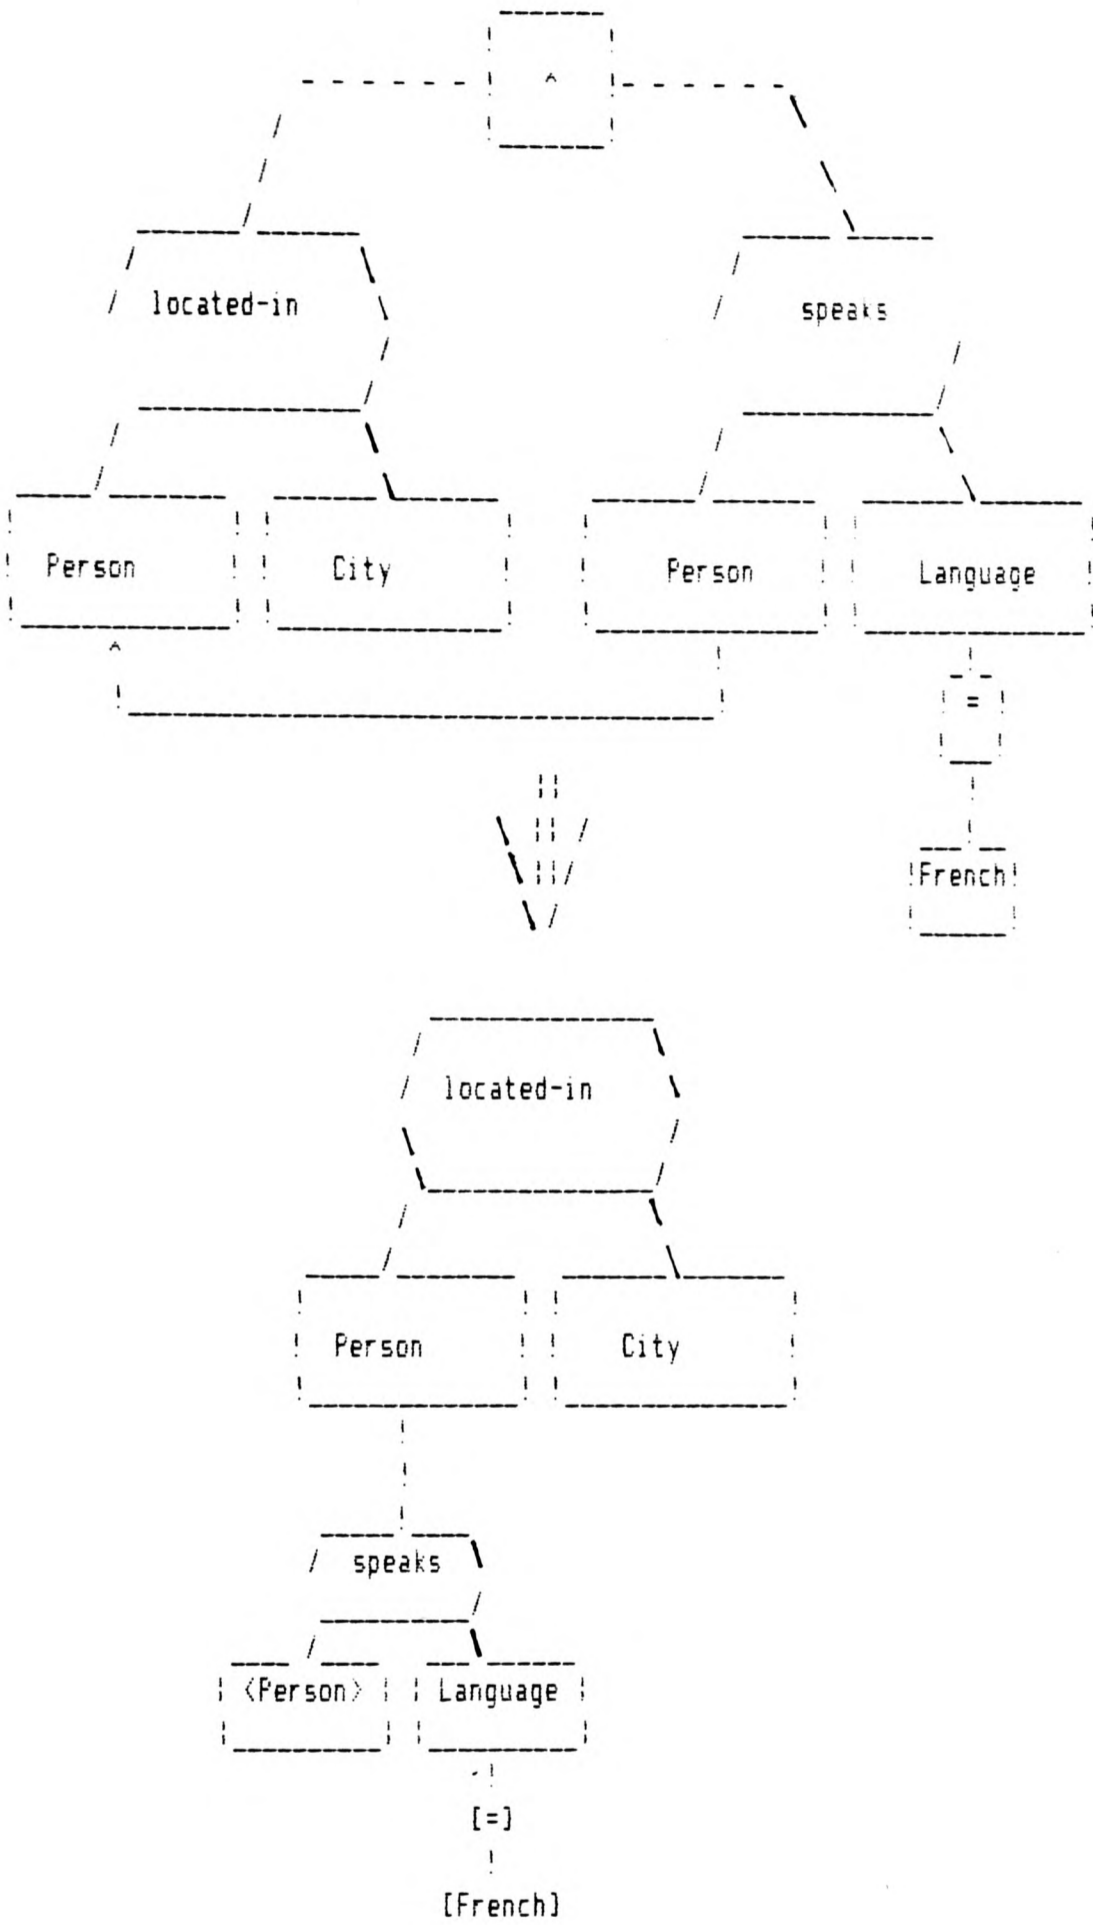 ^
located-in speaks
Person City Person Language
^
=
French
located-in
Person City
speaks
<Person> Language
[=]
[French]